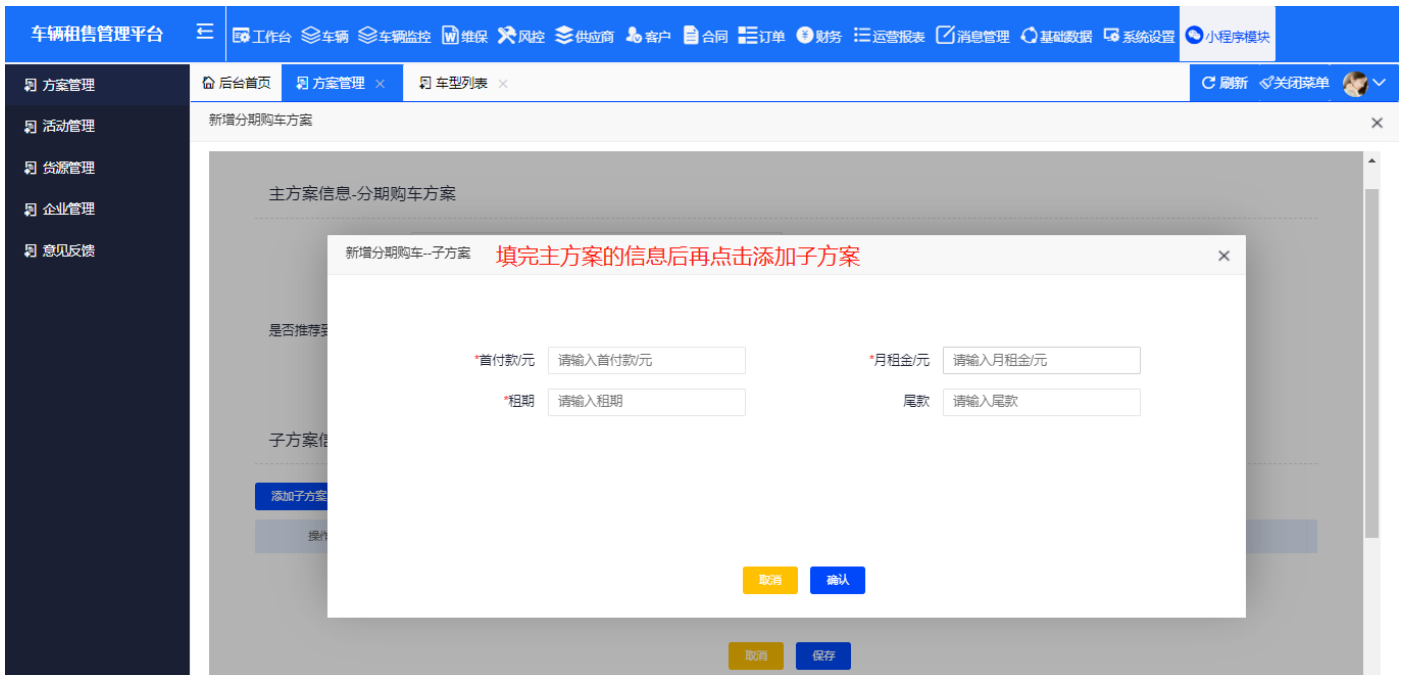 车辆租售管理平台
工作台 车辆 车辆监控 维保 风控 供应商 客户 合同 订单 财务 运营报表 消息管理 基础数据 系统设置 小程序模块
方案管理
活动管理
货源管理
企业管理
意见反馈
后台首页 方案管理 × 车型列表 × 刷新 关闭菜单
新增分期购车方案 ×
主方案信息-分期购车方案
是否推荐
新增分期购车--子方案 填完主方案的信息后再点击添加子方案 ×
*首付款/元 请输入首付款/元 *月租金/元 请输入月租金/元
*租期 请输入租期 尾款 请输入尾款
子方案信
添加子方案
操作
取消 确认
取消 保存